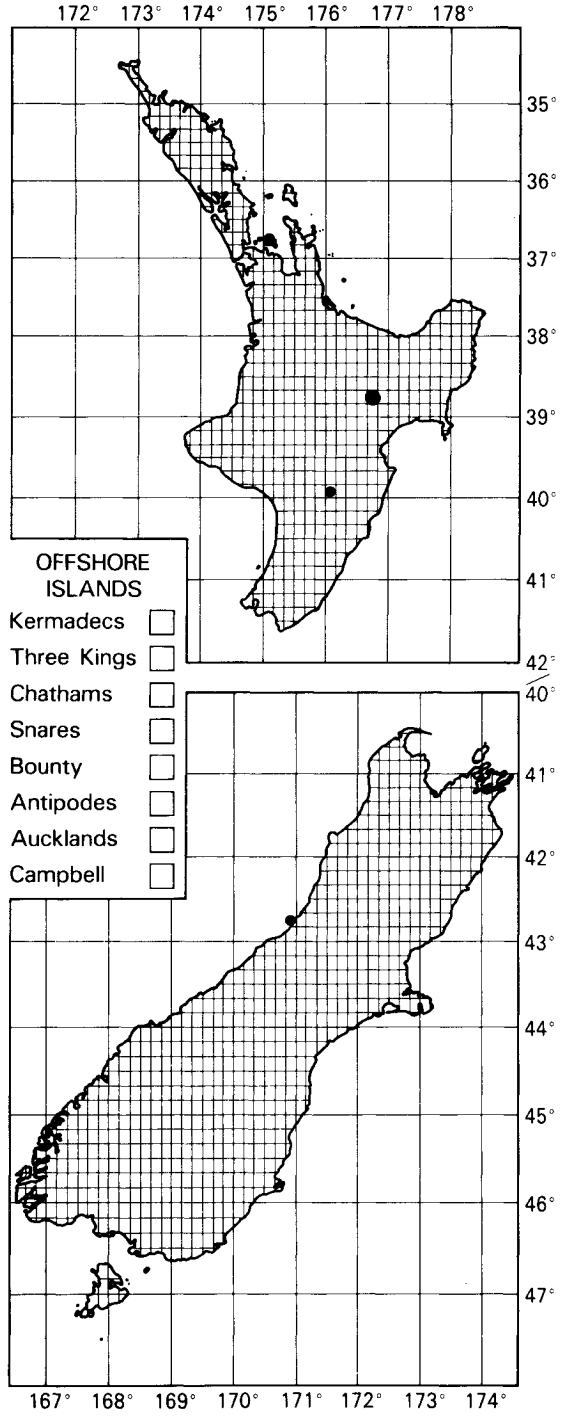 172° 173° 174° 175° 176° 177° 178°
35°
36°
37°
38°
39°
40°
41°
42°
OFFSHORE
ISLANDS
Kermadecs
Three Kings
Chathams
Snares
Bounty
Antipodes
Aucklands
Campbell
40°
41°
42°
43°
44°
45°
46°
47°
167° 168° 169° 170° 171° 172° 173° 174°